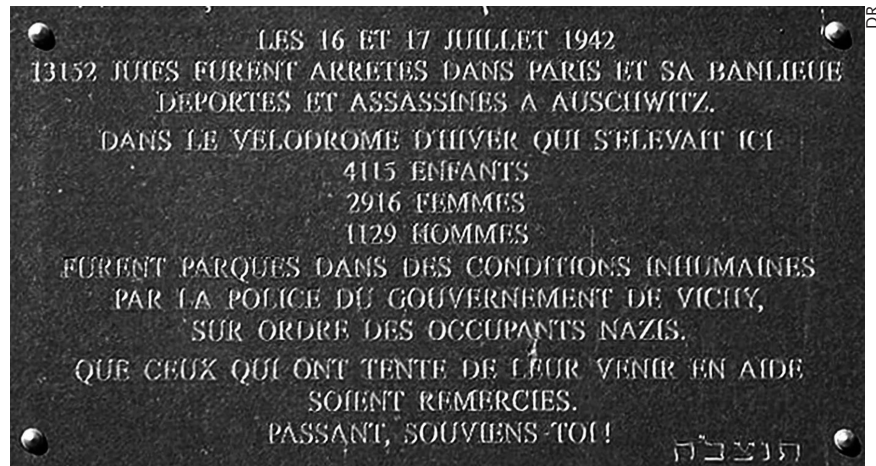 LES 16 ET 17 JUILLET 1942
13152 JUIFS FURENT ARRETES DANS PARIS ET SA BANLIEUE
DEPORTES ET ASSASSINES A AUSCHWITZ.
DANS LE VELODROME D'HIVER QUI S'ELEVAIT ICI
4115 ENFANTS
2916 FEMMES
1129 HOMMES
FURENT PARQUES DANS DES CONDITIONS INHUMAINES
PAR LA POLICE DU GOUVERNEMENT DE VICHY,
SUR ORDRE DES OCCUPANTS NAZIS.
QUE CEUX QUI ONT TENTE DE LEUR VENIR EN AIDE
SOIENT REMERCIES.
PASSANT, SOUVIENS-TOI !
תנצב"ה
DR